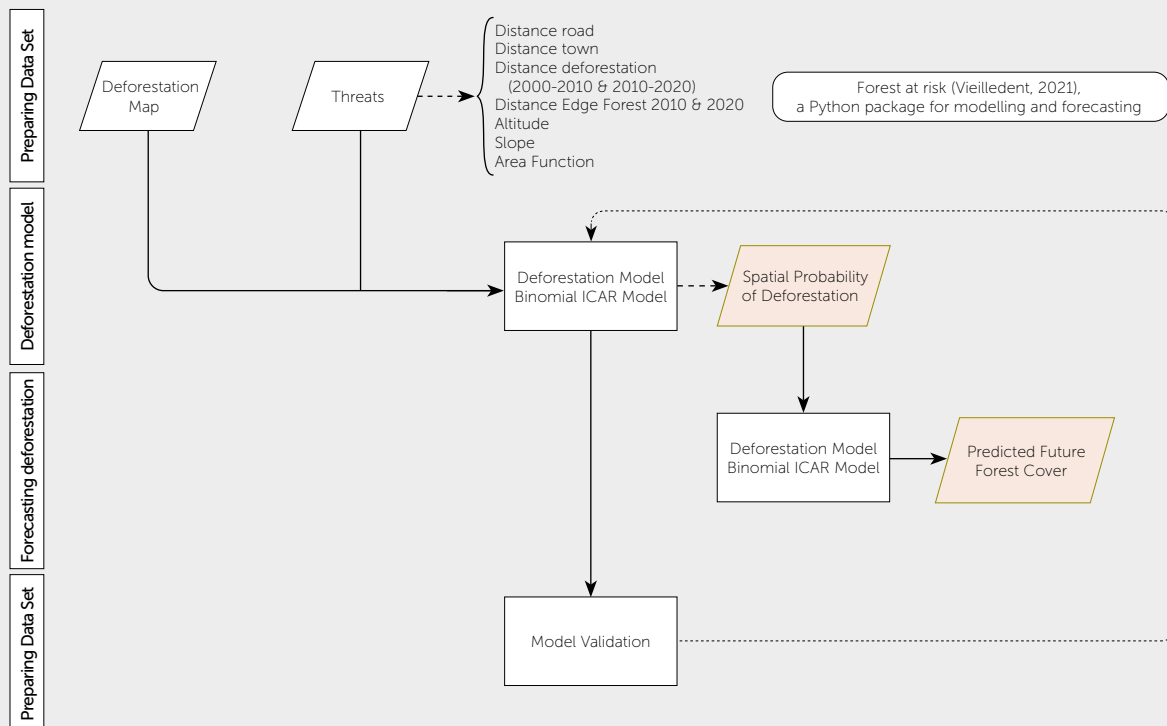 Preparing Data Set
Deforestation
Map
Threats
Distance road
Distance town
Distance deforestation
(2000-2010 & 2010-2020)
Distance Edge Forest 2010 & 2020
Altitude
Slope
Area Function
Forest at risk (Vieilledent, 2021),
a Python package for modelling and forecasting
Deforestation model
Deforestation Model
Binomial ICAR Model
Spatial Probability
of Deforestation
Forecasting deforestation
Deforestation Model
Binomial ICAR Model
Predicted Future
Forest Cover
Preparing Data Set
Model Validation